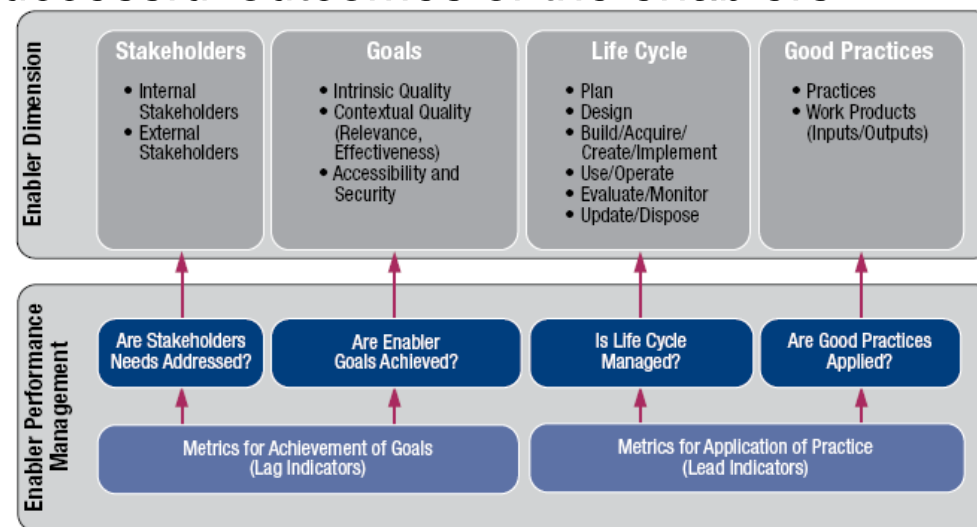 Enabler Dimension
Stakeholders
• Internal
Stakeholders
• External
Stakeholders
Goals
• Intrinsic Quality
• Contextual Quality
(Relevance,
Effectiveness)
• Accessibility and
Security
Life Cycle
• Plan
• Design
• Build/Acquire/
Create/Implement
• Use/Operate
• Evaluate/Monitor
• Update/Dispose
Good Practices
• Practices
• Work Products
(Inputs/Outputs)
Enabler Performance
Management
Are Stakeholders
Needs Addressed?
Are Enabler
Goals Achieved?
Is Life Cycle
Managed?
Are Good Practices
Applied?
Metrics for Achievement of Goals
(Lag Indicators)
Metrics for Application of Practice
(Lead Indicators)